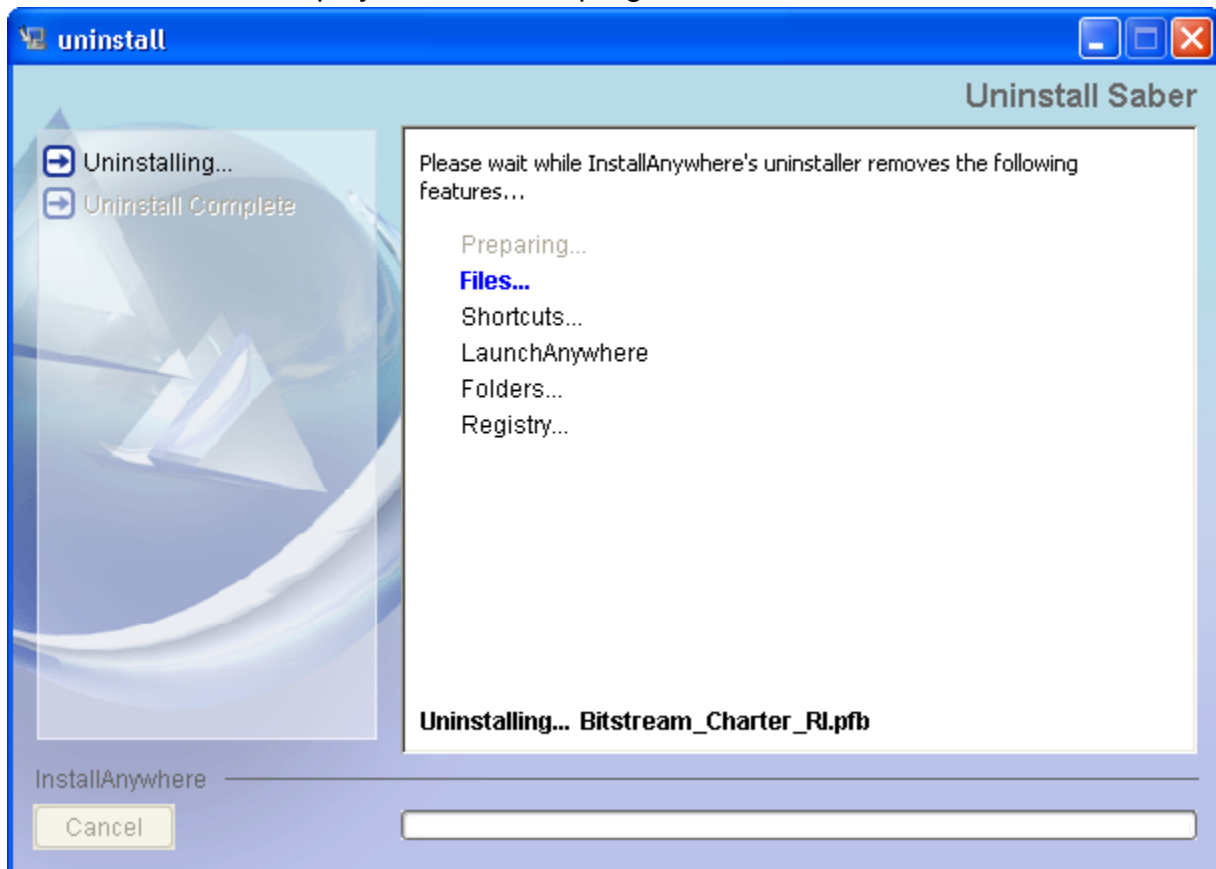 uninstall
Uninstall Saber
Uninstalling...
Uninstall Complete
Please wait while InstallAnywhere's uninstaller removes the following
features...
Preparing...
Files...
Shortcuts...
LaunchAnywhere
Folders...
Registry...
Uninstalling... Bitstream_Charter_RI.pfb
InstallAnywhere
Cancel